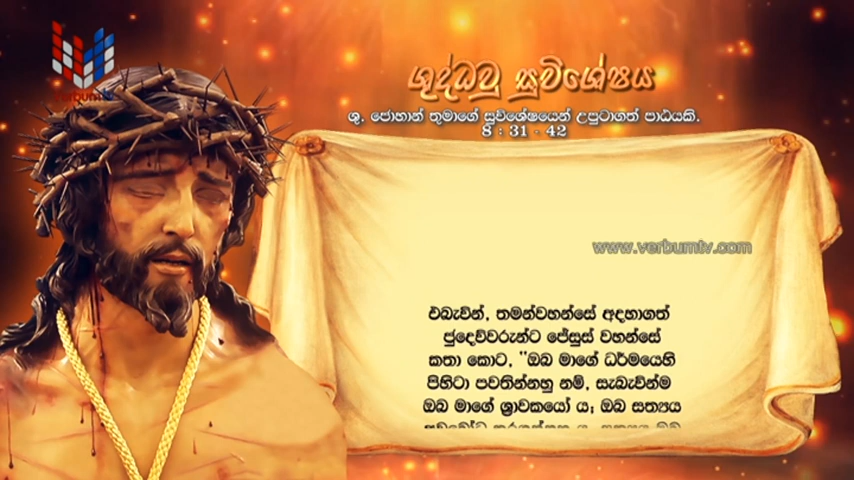 verbumtv
ශුද්ධවූ සුවිශේෂය
ශු. ජොහාන් තුමාගේ සුවිශේෂයෙන් උපුටාගත් පාඨයකි.
8 : 31 - 42
www.verbumtv.com
එබැවින්, තමන්වහන්සේ අදහාගත්
ජුදෙව්වරුන්ට ජේසුස් වහන්සේ
කතා කොට, "ඔබ මාගේ ධර්මයෙහි
පිහිටා පවතින්නහු නම්, සැබැවින්ම
ඔබ මාගේ ශ්‍රාවකයෝ ය; ඔබ සත්‍යය